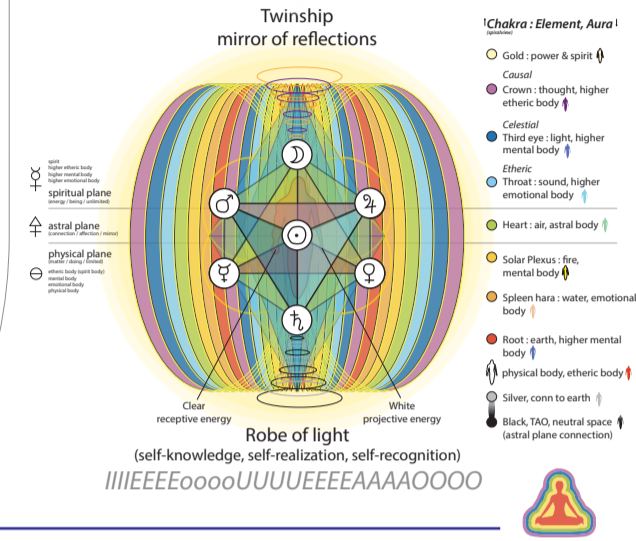 Twinship
mirror of reflections
↑Chakra : Element, Aura↓
(spiralview)
Gold : power & spirit
Causal
Crown : thought, higher
etheric body
Celestial
Third eye : light, higher
mental body
Etheric
Throat : sound, higher
emotional body
Heart : air, astral body
Solar Plexus : fire,
mental body
Spleen hara : water, emotional
body
Root : earth, higher mental
body
physical body, etheric body
Silver, conn to earth
Black, TAO, neutral space
(astral plane connection)
spirit
higher etheric body
higher mental body
higher emotional body
spiritual plane
(energy / being / unlimited)
astral plane
(connection / affection / mirror)
physical plane
(matter / doing / limited)
etheric body (spirit body)
mental body
emotional body
physical body
☽
♂
♃
☉
☿
♀
♄
Clear
receptive energy
White
projective energy
Robe of light
(self-knowledge, self-realization, self-recognition)
IIIIEEEEooooUUUUEEEEAAAAOOOO